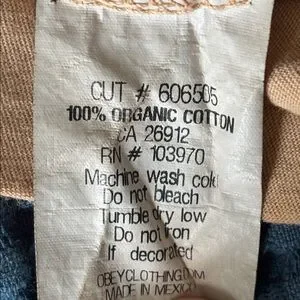 CUT # 606505
100% ORGANIC COTTON
CA 26912
RN # 103970
Machine wash cold
Do not bleach
Tumble dry low
Do not iron
If decorated
OBEYCLOTHING.COM
MADE IN MEXICO